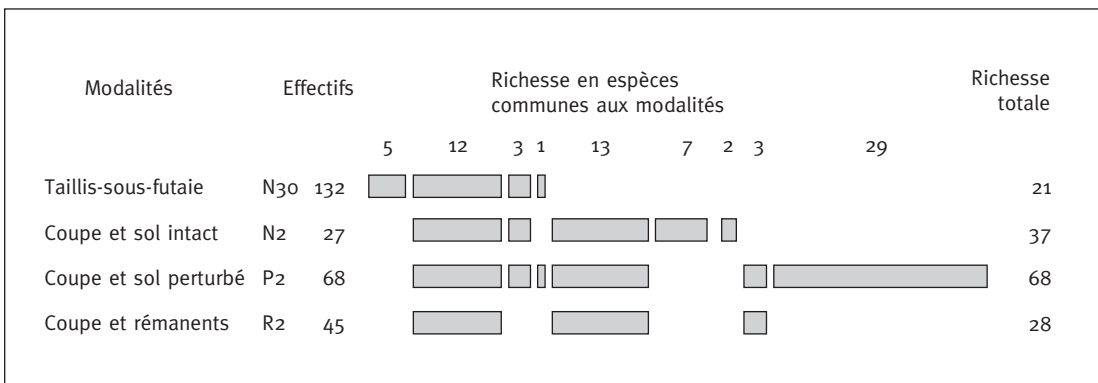 Modalités Effectifs Richesse en espèces Richesse
communes aux modalités totale
5 12 3 1 13 7 2 3 29
Taillis-sous-futaie N30 132 21
Coupe et sol intact N2 27 37
Coupe et sol perturbé P2 68 68
Coupe et rémanents R2 45 28